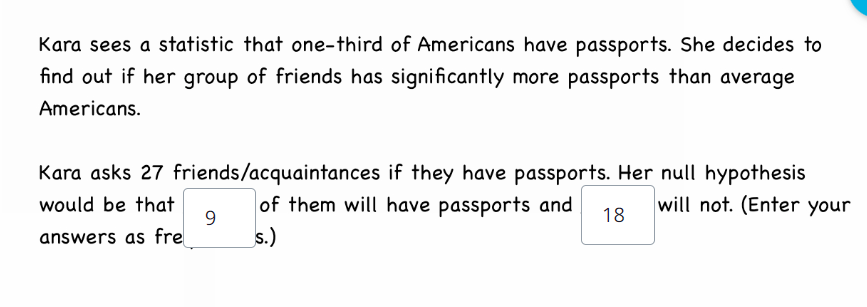 Kara sees a statistic that one-third of Americans have passports. She decides to
find out if her group of friends has significantly more passports than average
Americans.
Kara asks 27 friends/acquaintances if they have passports. Her null hypothesis
would be that 9 of them will have passports and 18 will not. (Enter your
answers as fre s.)